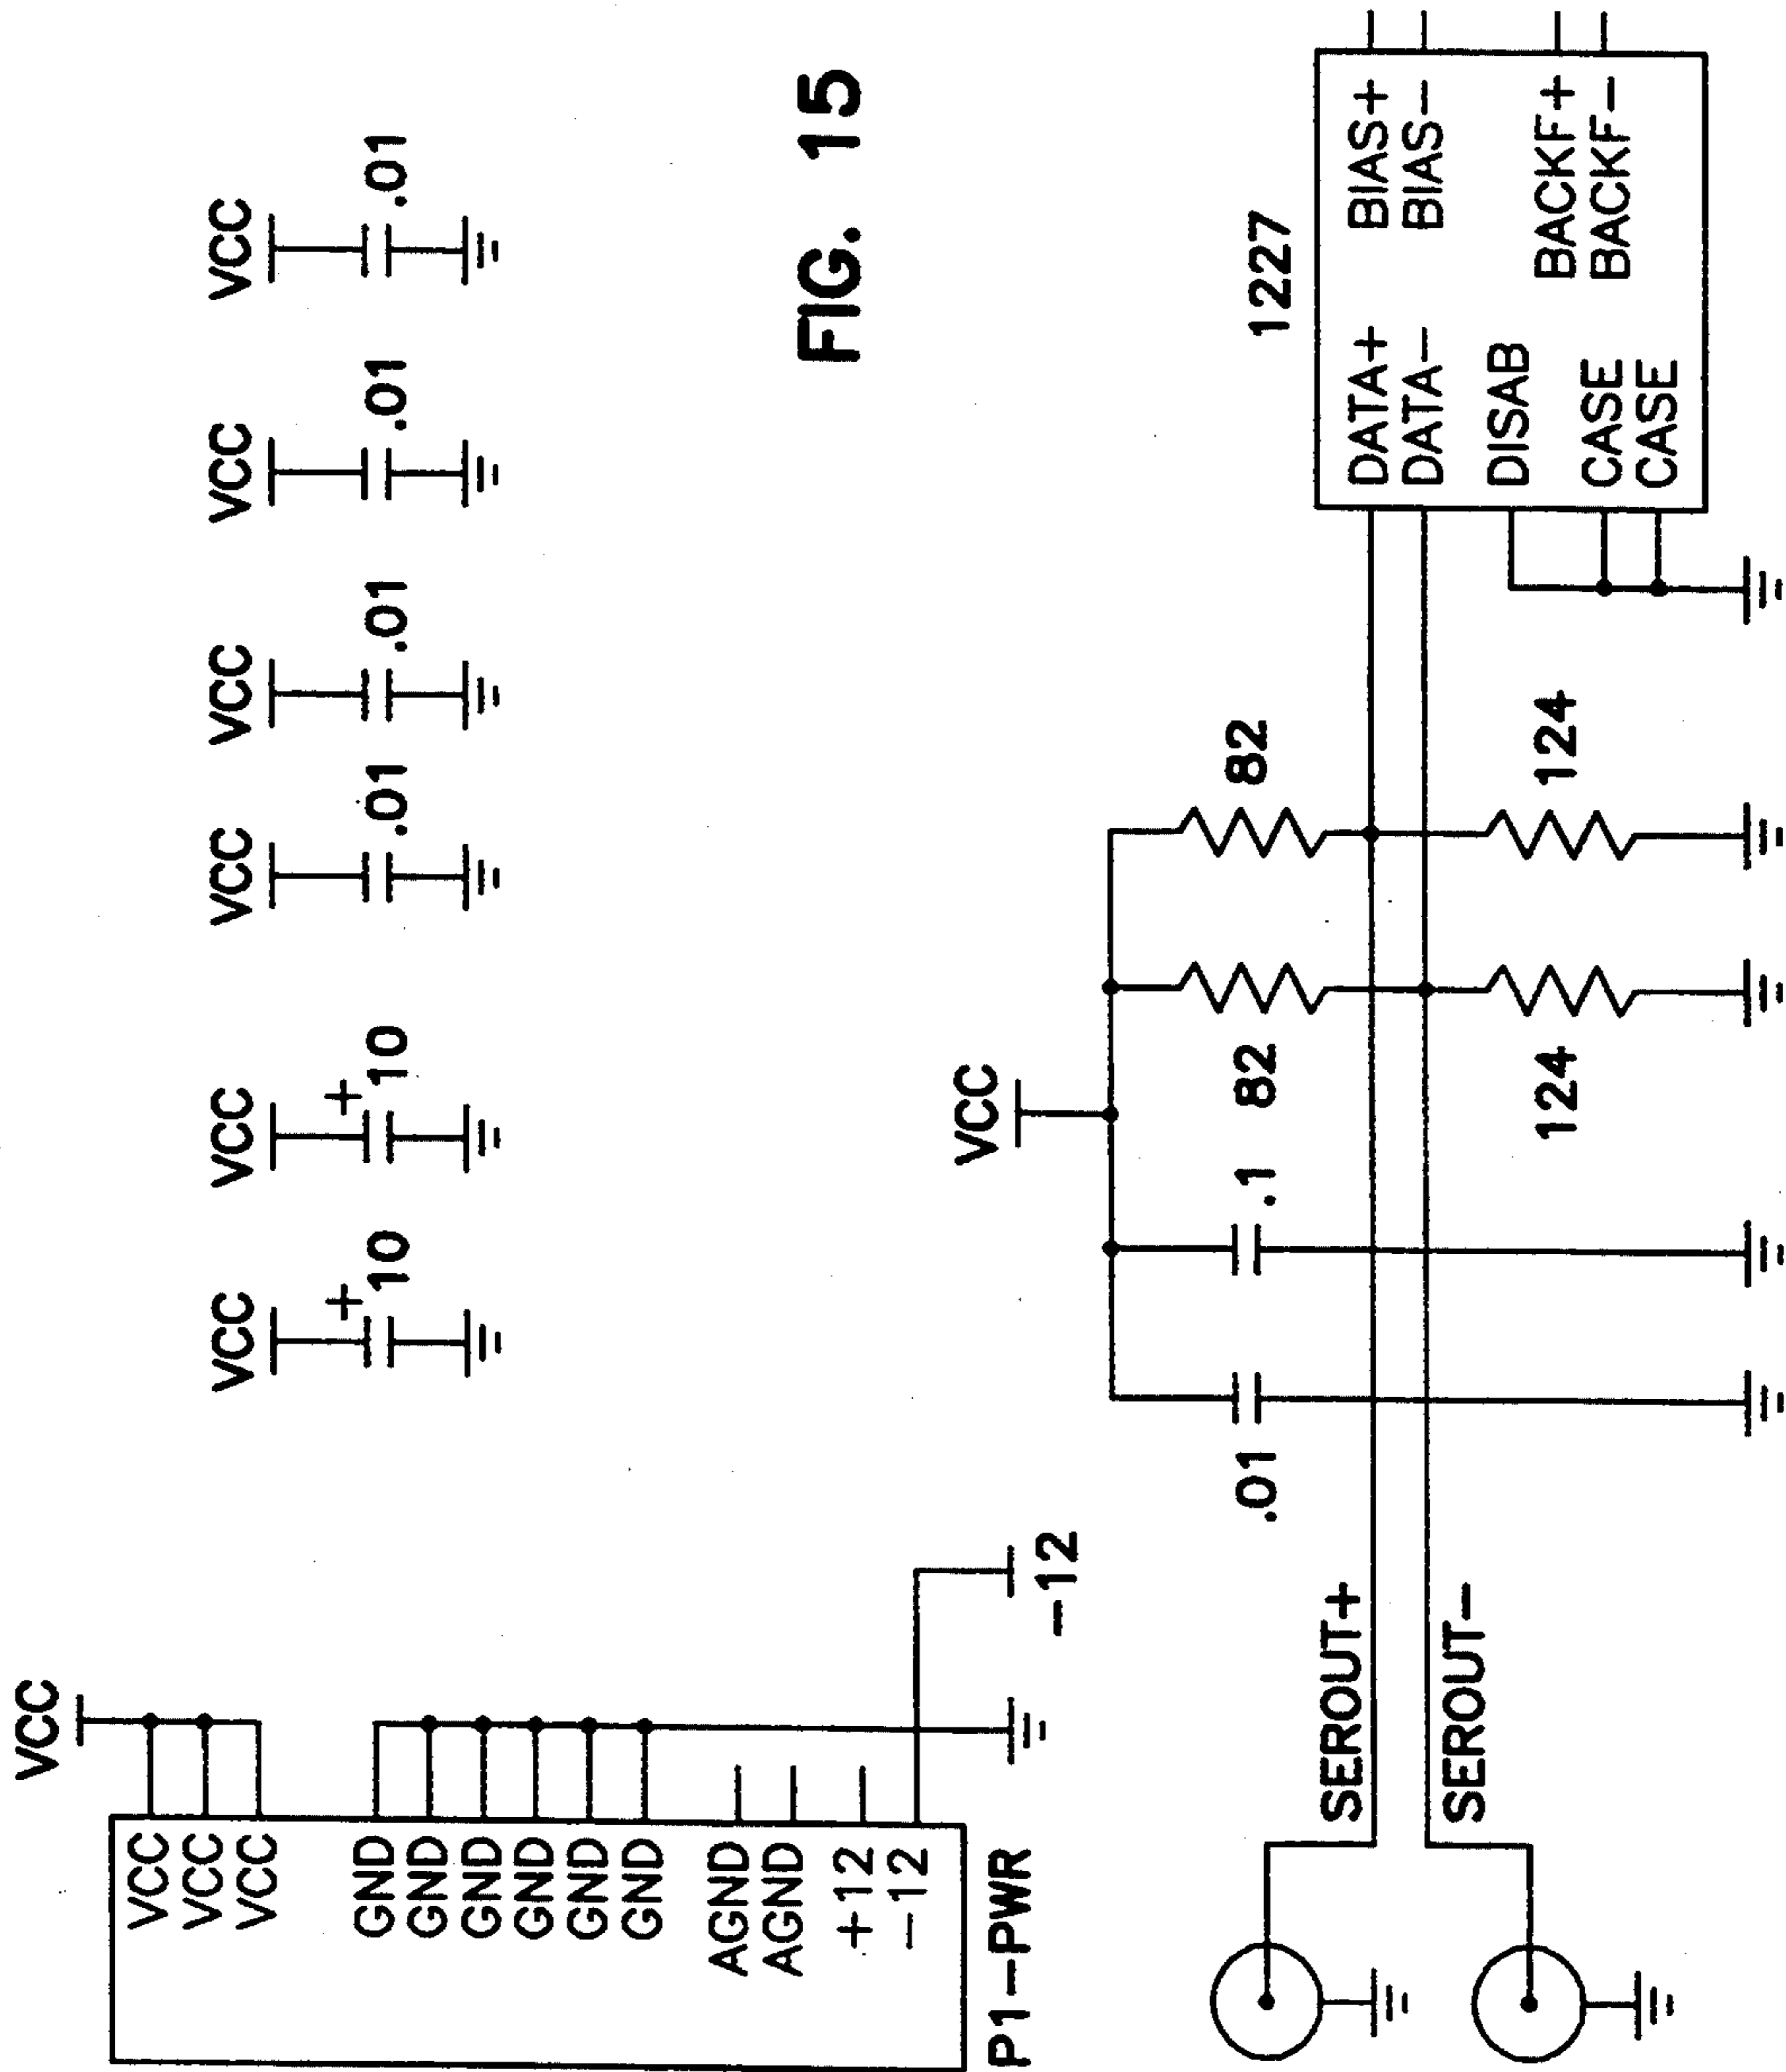 VCC
VCC
VCC
VCC
GND
GND
GND
GND
GND
GND
AGND
AGND
+12
-12
P1-PWR
-12
VCC
+
10
VCC
+
10
VCC
.01
VCC
.01
VCC
.01
VCC
.01
FIG. 15
VCC
.01
.1
82
82
124
124
SEROUT+
SEROUT-
1227
DATA+
DATA-
DISAB
CASE
CASE
BIAS+
BIAS-
BACKF+
BACKF-